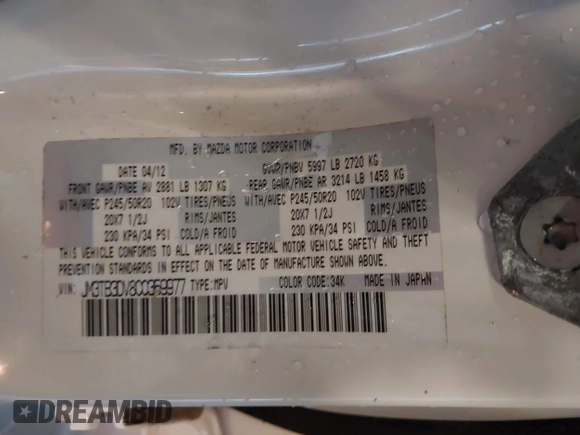 MFD. BY MAZDA MOTOR CORPORATION
DATE 04/12 GVWR/PNBV 5997 LB 2720 KG
FRONT GAWR/PNBE AV 2881 LB 1307 KG REAR GAWR/PNBE AR 3214 LB 1458 KG
WITH/AVEC P245/50R20 102V TIRES/PNEUS WITH/AVEC P245/50R20 102V TIRES/PNEUS
20X7 1/2J RIMS/JANTES 20X7 1/2J RIMS/JANTES
230 KPA/34 PSI COLD/A FROID 230 KPA/34 PSI COLD/A FROID
THIS VEHICLE CONFORMS TO ALL APPLICABLE FEDERAL MOTOR VEHICLE SAFETY AND THEFT
PREVENTION STANDARDS IN EFFECT ON THE DATE OF MANUFACTURE SHOWN ABOVE.
VIN: JM3TB3DV8C0359977 TYPE:MPV COLOR CODE:34K MADE IN JAPAN
DREAMBID